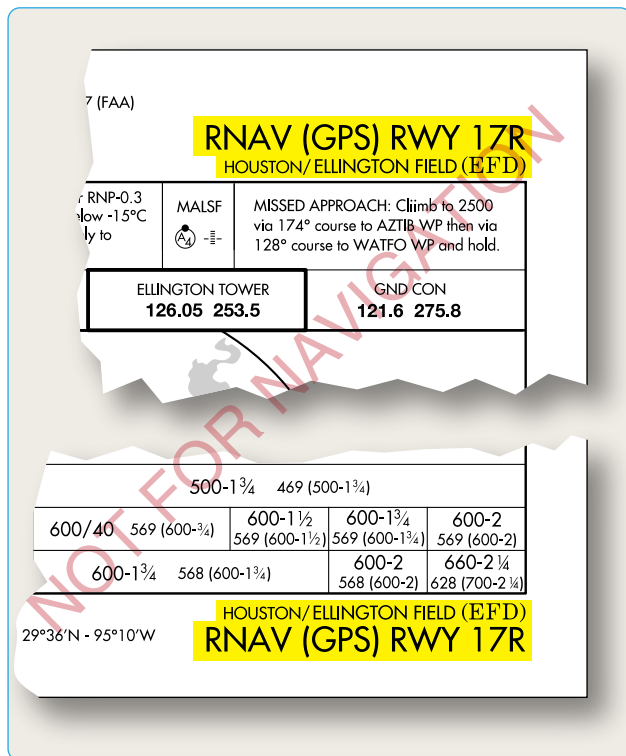 7 (FAA)
RNAV (GPS) RWY 17R
HOUSTON/ ELLINGTON FIELD (EFD)
RNP-0.3
elow -15°C
ly to
MALSF
A4
MISSED APPROACH: Cliimb to 2500
via 174° course to AZTIB WP then via
128° course to WATFO WP and hold.
ELLINGTON TOWER
126.05 253.5
GND CON
121.6 275.8
NOT FOR NAVIGATION
500-1¾ 469 (500-1¾)
600/40 569 (600-¾)
600-1½
569 (600-1½)
600-1¾
569 (600-1¾)
600-2
569 (600-2)
600-1¾ 568 (600-1¾)
600-2
568 (600-2)
660-2 ¼
628 (700-2 ¼)
HOUSTON/ ELLINGTON FIELD (EFD)
29°36'N - 95°10'W
RNAV (GPS) RWY 17R